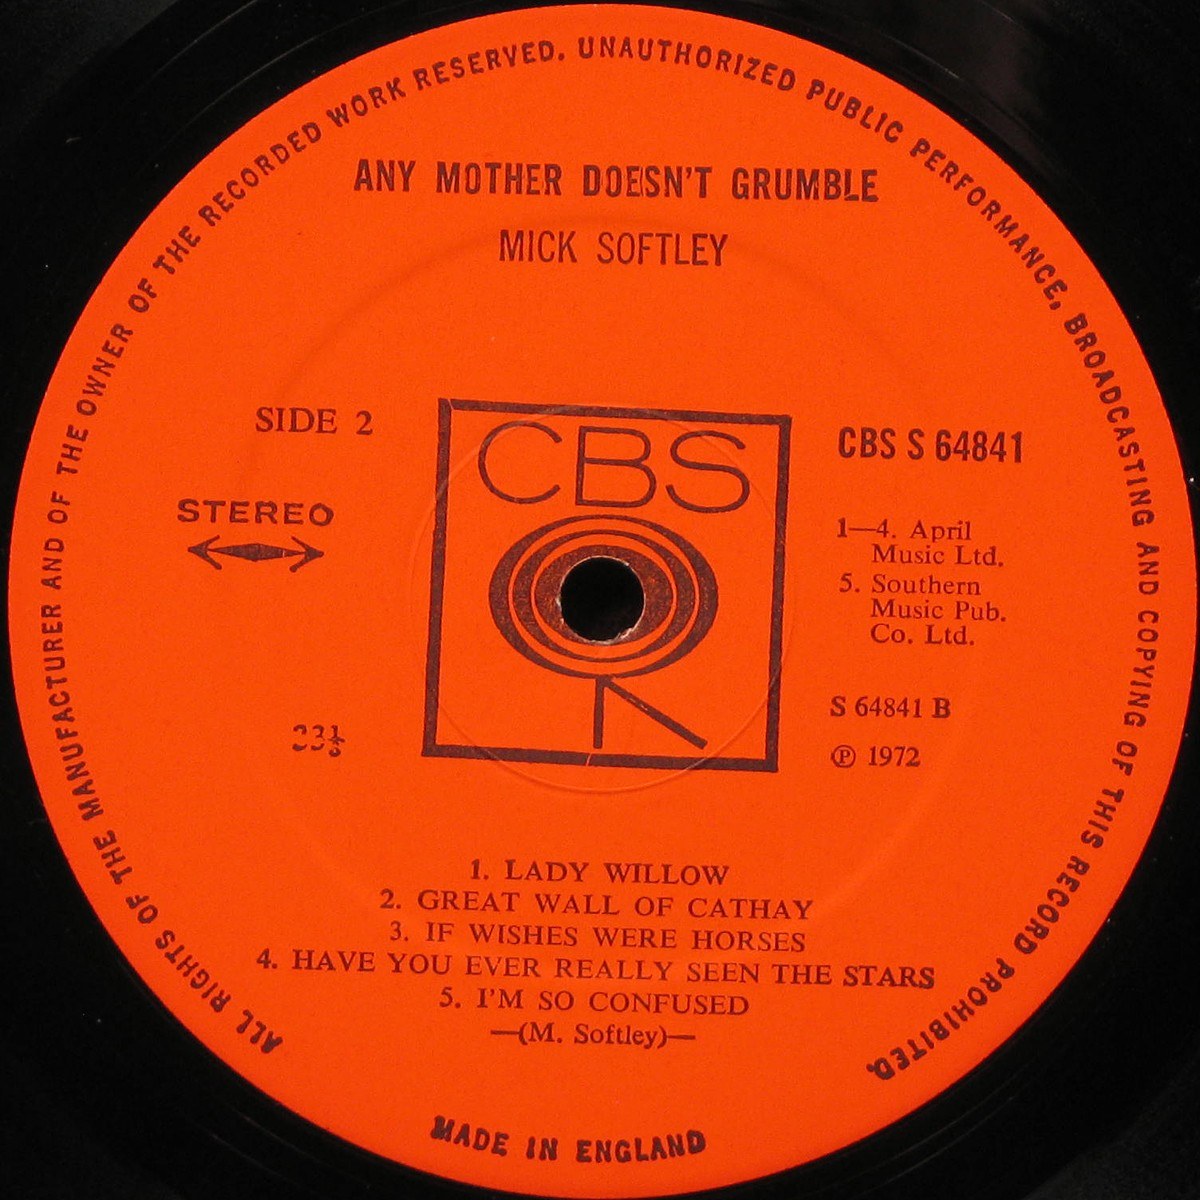 ALL RIGHTS OF THE MANUFACTURER AND OF THE OWNER OF THE RECORDED WORK RESERVED. UNAUTHORIZED PUBLIC PERFORMANCE, BROADCASTING AND COPYING OF THIS RECORD PROHIBITED.
ANY MOTHER DOESN'T GRUMBLE
MICK SOFTLEY
SIDE 2
STEREO
33⅓
CBS
CBS S 64841
1—4. April
Music Ltd.
5. Southern
Music Pub.
Co. Ltd.
S 64841 B
Ⓟ 1972
1. LADY WILLOW
2. GREAT WALL OF CATHAY
3. IF WISHES WERE HORSES
4. HAVE YOU EVER REALLY SEEN THE STARS
5. I'M SO CONFUSED
—(M. Softley)—
MADE IN ENGLAND